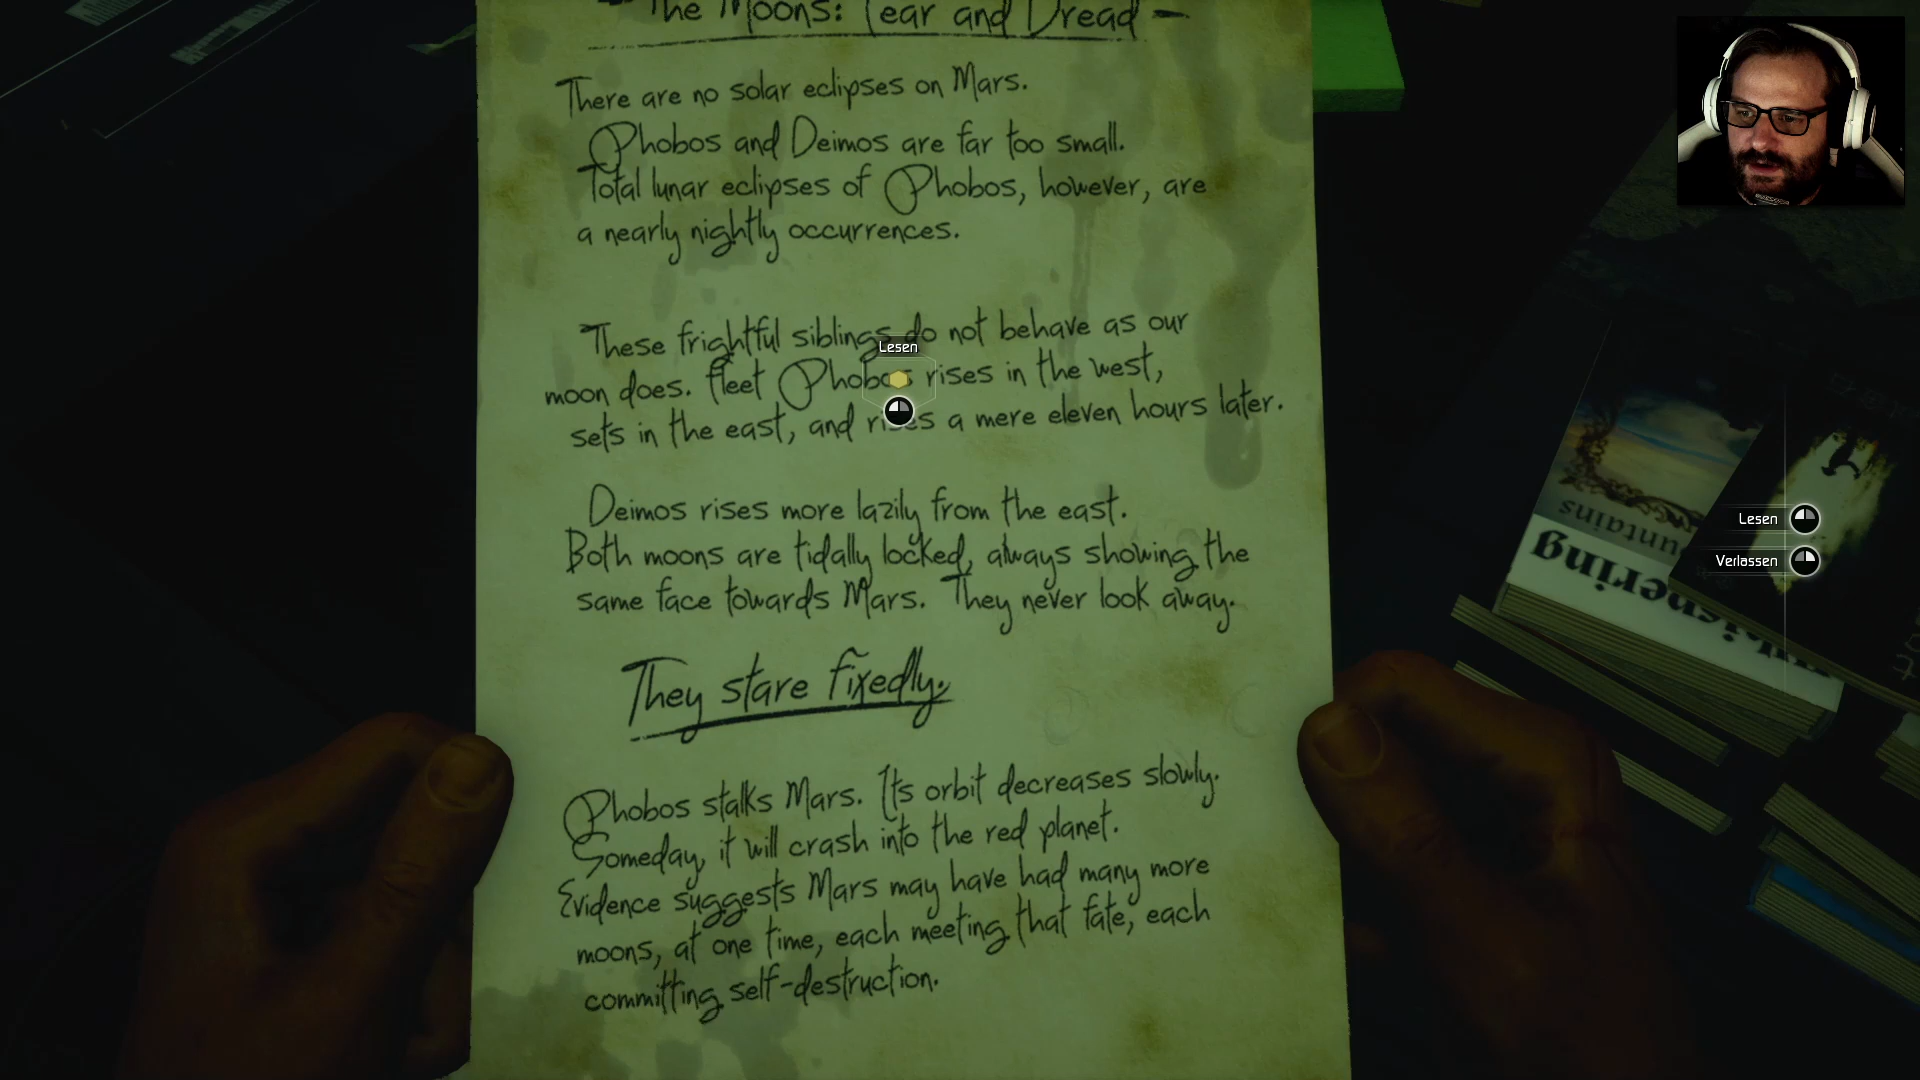 - The Moons: Fear and Dread -
There are no solar eclipses on Mars.
Phobos and Deimos are far too small.
Total lunar eclipses of Phobos, however, are
a nearly nightly occurrences.
These frightful siblings do not behave as our
moon does. Fleet Phobos rises in the west,
sets in the east, and rises a mere eleven hours later.
Lesen
Deimos rises more lazily from the east.
Both moons are tidally locked, always showing the
same face towards Mars. They never look away.
They stare fixedly.
Phobos stalks Mars. Its orbit decreases slowly.
Someday, it will crash into the red planet.
Evidence suggests Mars may have had many more
moons, at one time, each meeting that fate, each
committing self-destruction.
Lesen
Verlassen